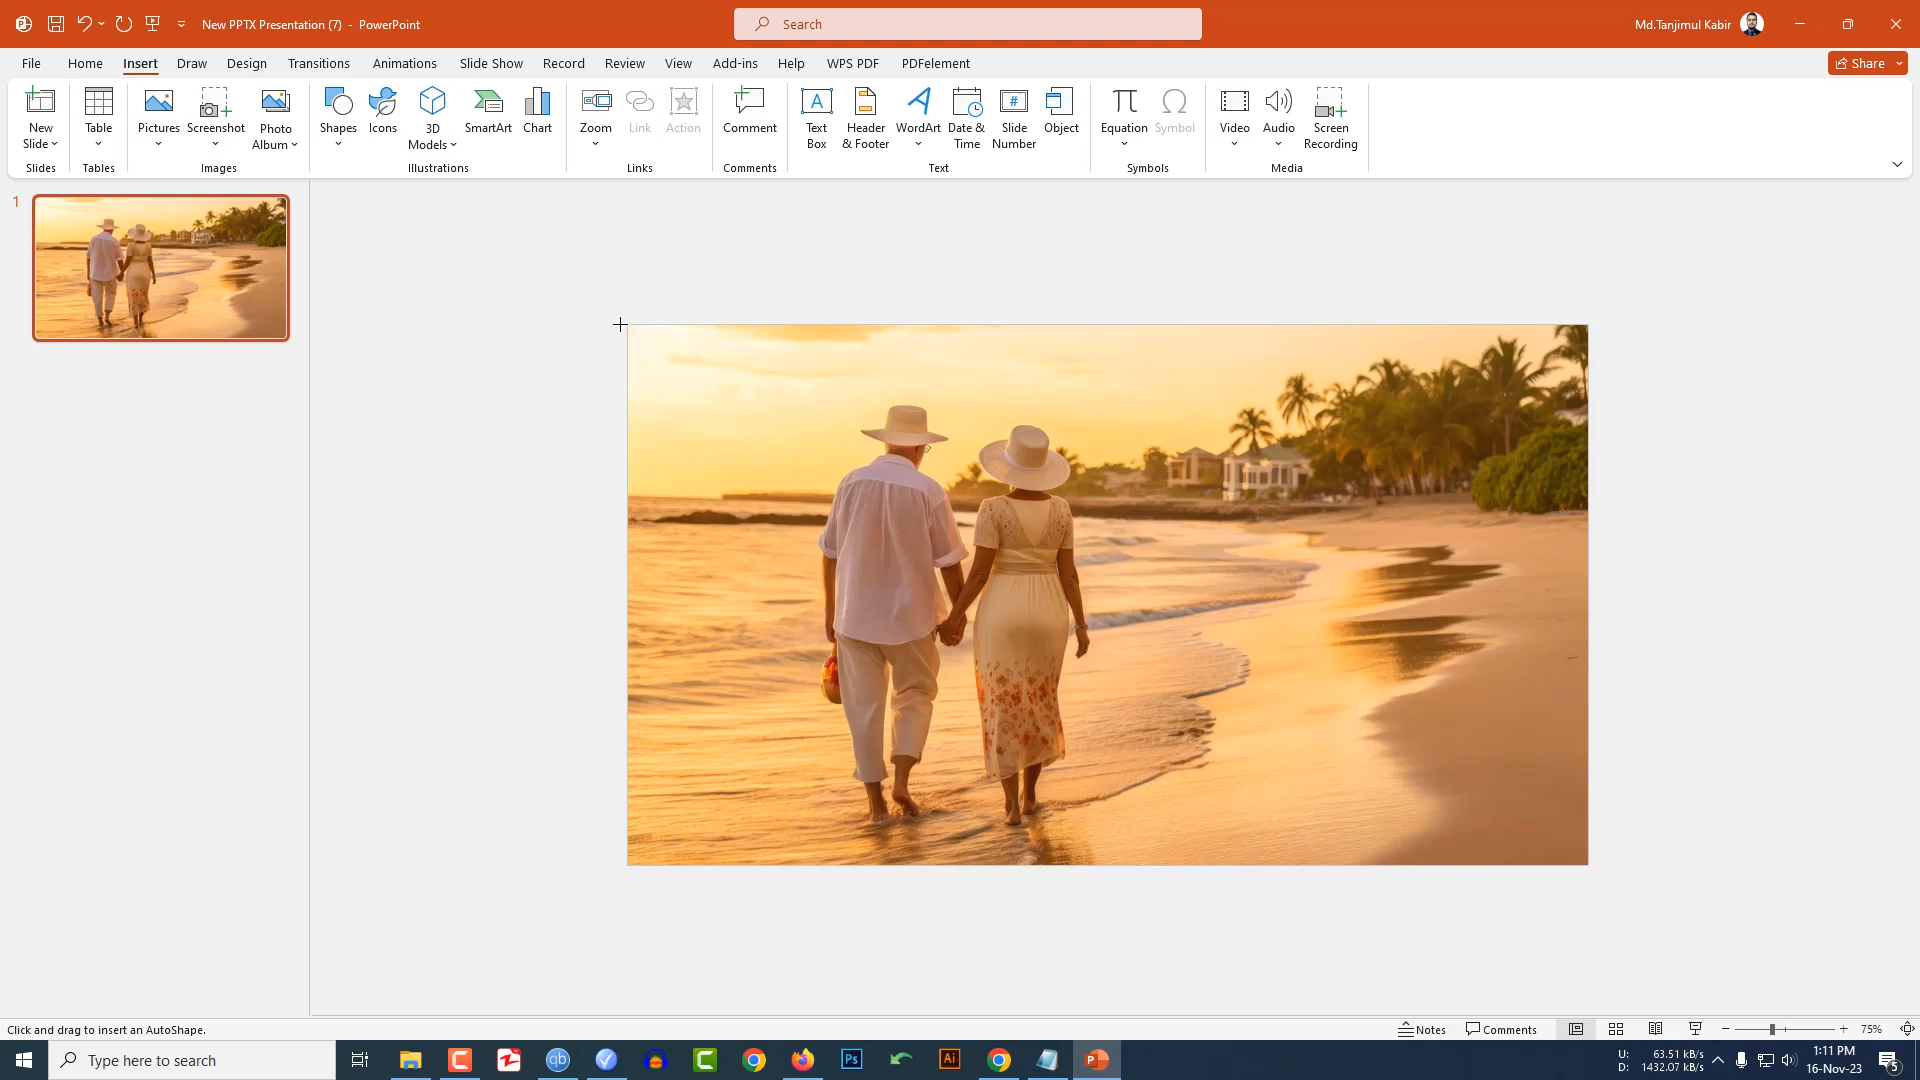 New PPTX Presentation (7) - PowerPoint
Search
Md.Tanjimul Kabir
File Home Insert Draw Design Transitions Animations Slide Show Record Review View Add-ins Help WPS PDF PDFelement
Share
New Slide
Table
Pictures
Screenshot
Photo Album
Shapes
Icons
3D Models
SmartArt
Chart
Zoom
Link
Action
Comment
Text Box
Header & Footer
WordArt
Date & Time
Slide Number
Object
Equation
Symbol
Video
Audio
Screen Recording
Slides Tables Images Illustrations Links Comments Text Symbols Media
1
Click and drag to insert an AutoShape.
Notes Comments 75%
Type here to search
qb
Ps
Ai
U: 63.51 kB/s
D: 1432.07 kB/s
1:11 PM
16-Nov-23
5